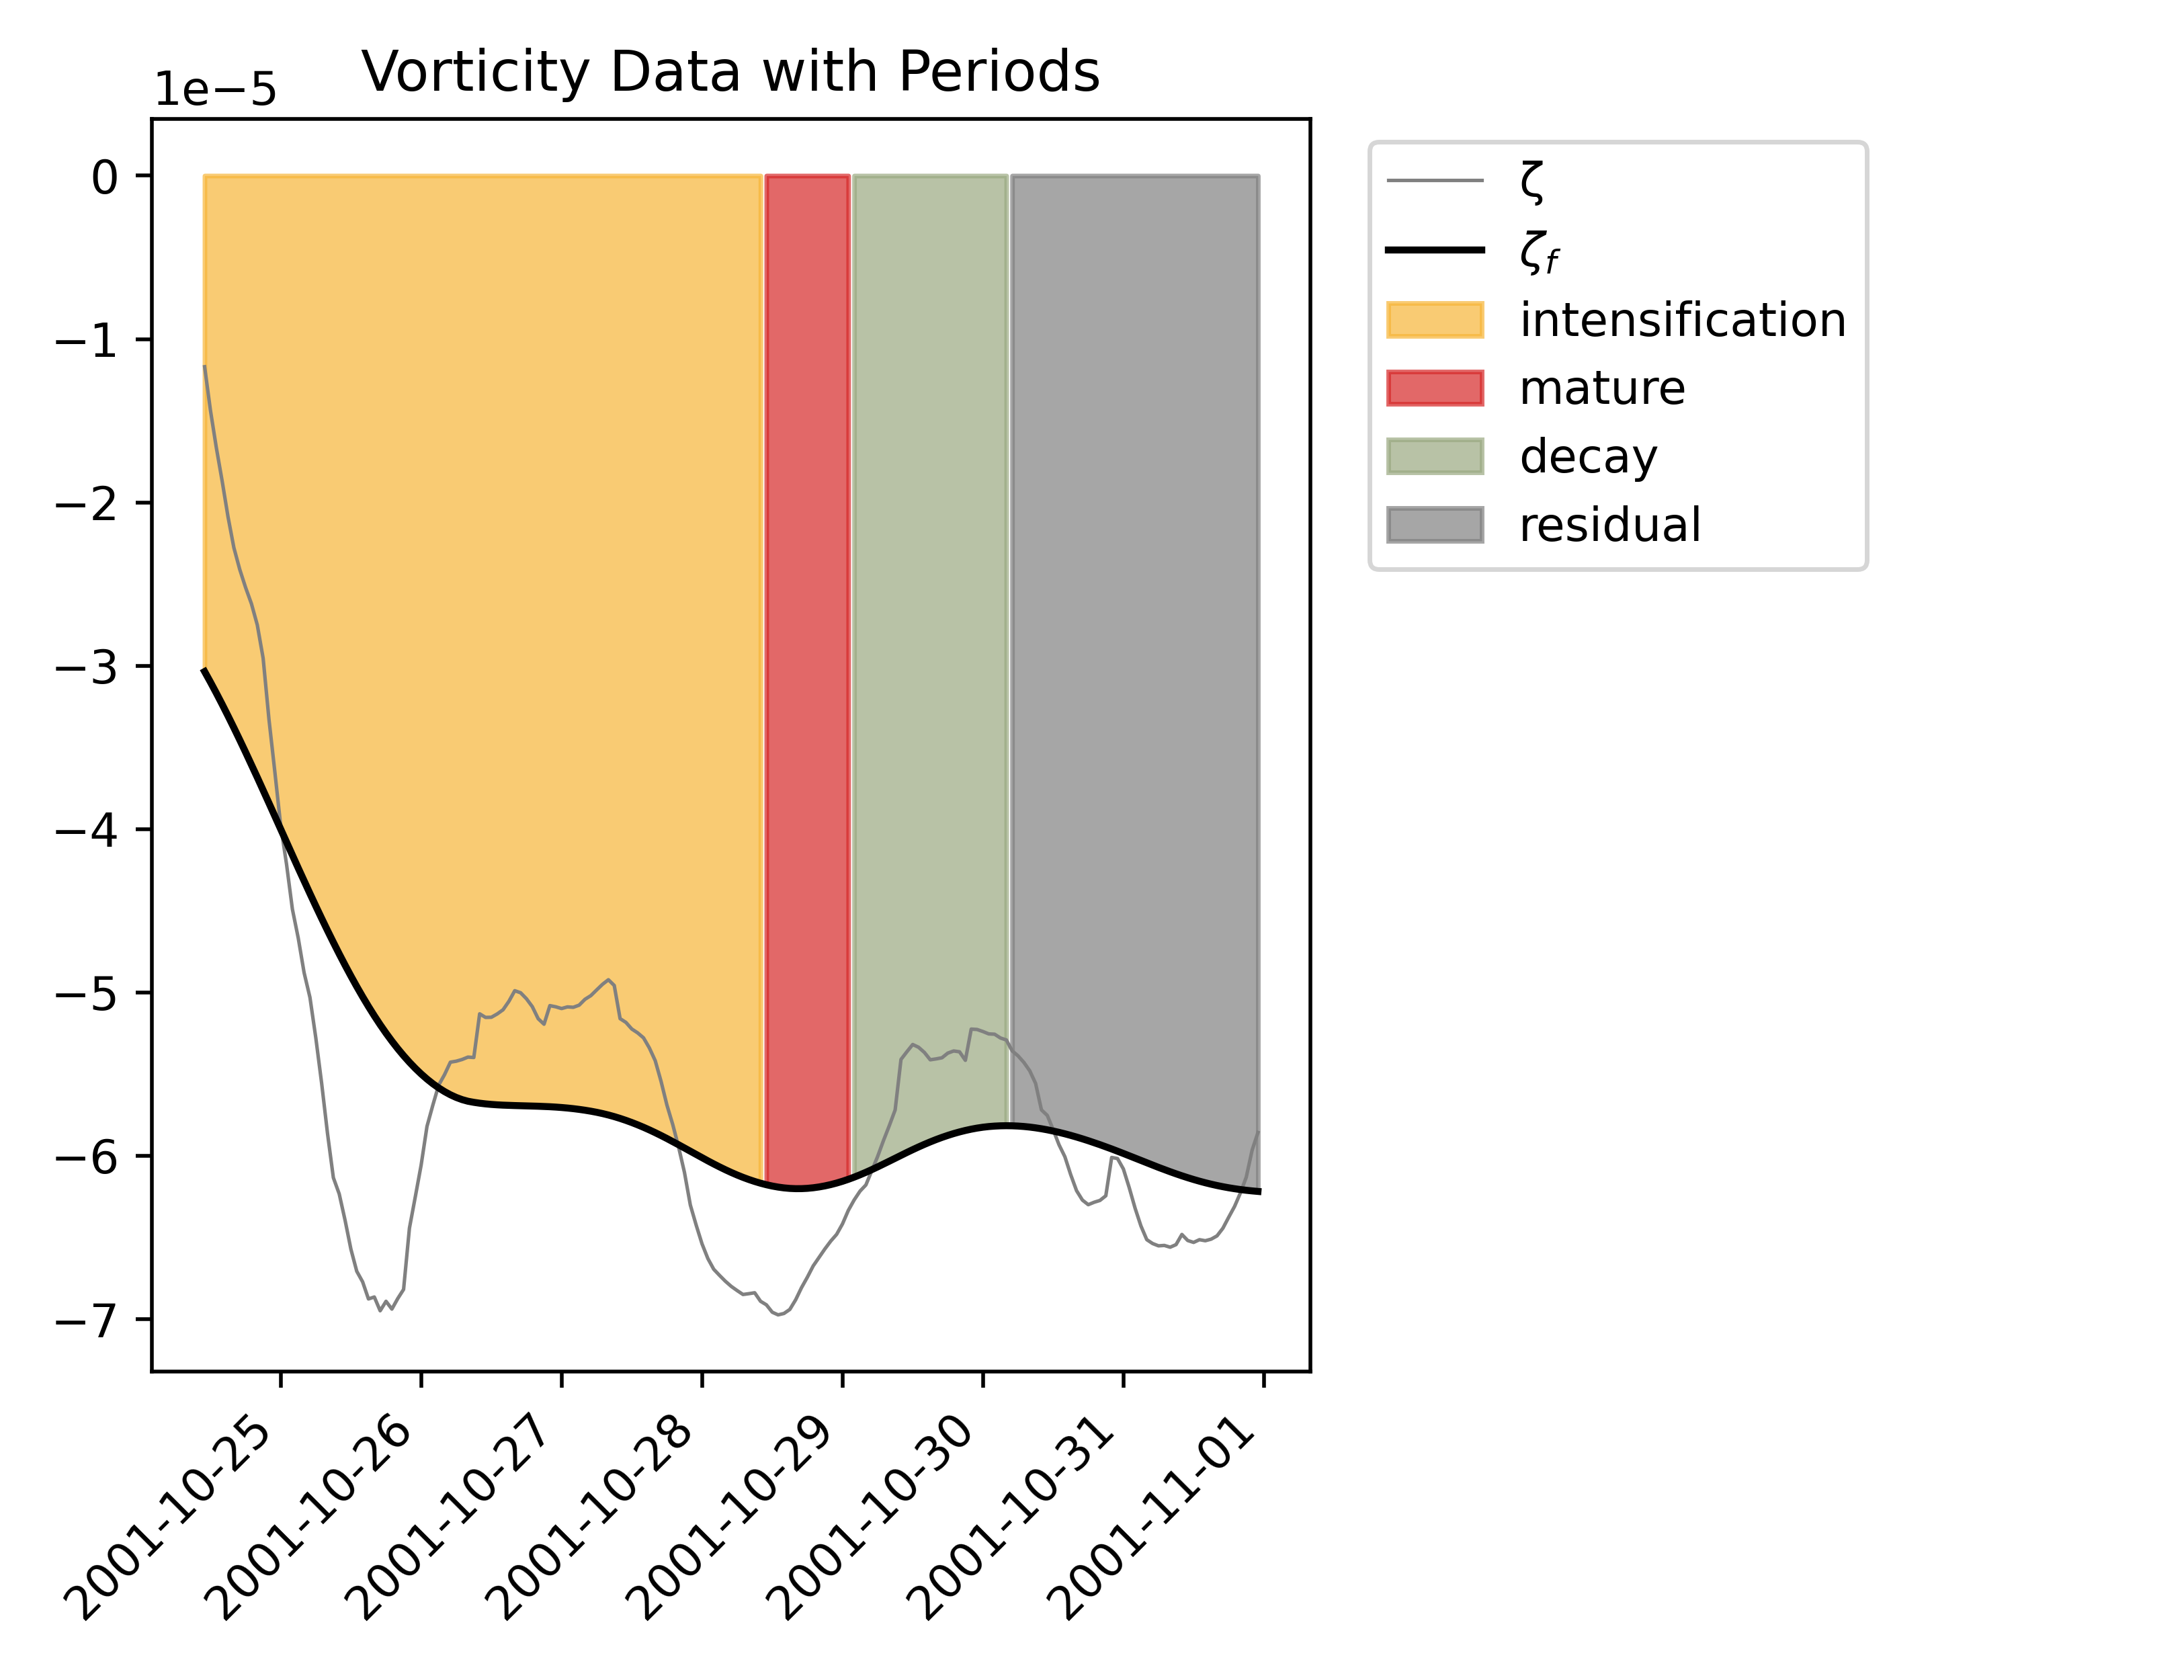 Vorticity Data with Periods
1e−5
0
−1
−2
−3
−4
−5
−6
−7
2001-10-25
2001-10-26
2001-10-27
2001-10-28
2001-10-29
2001-10-30
2001-10-31
2001-11-01
ζ
ζf
intensification
mature
decay
residual